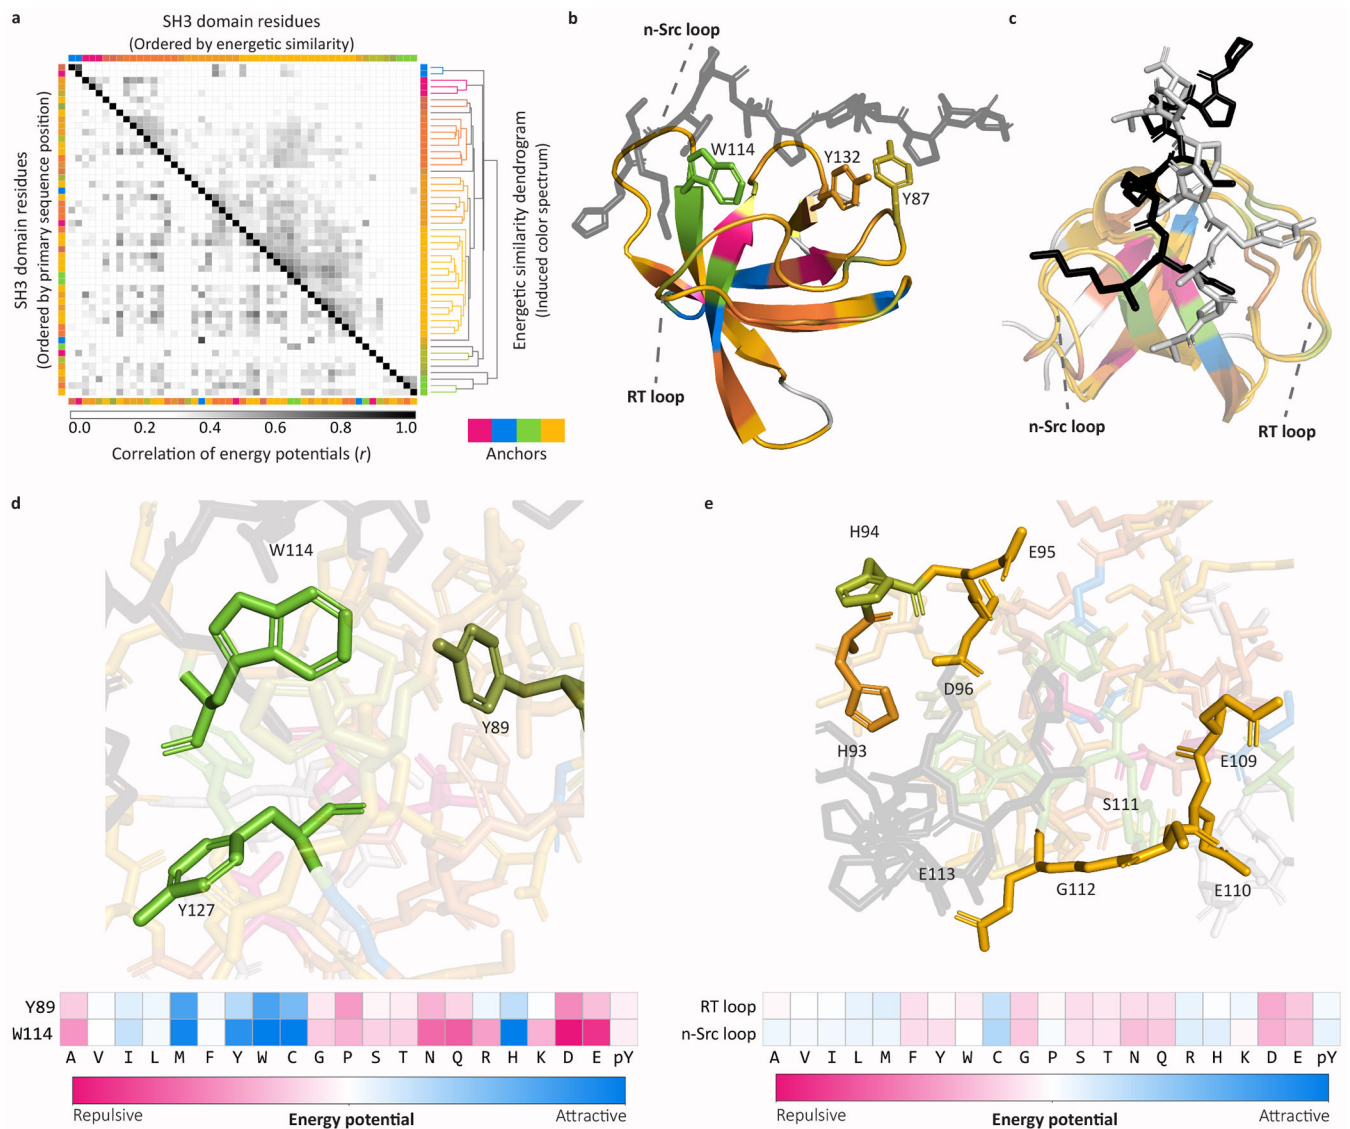 a
SH3 domain residues
(Ordered by energetic similarity)
SH3 domain residues
(Ordered by primary sequence position)
Energetic similarity dendrogram
(Induced color spectrum)
0.0 0.2 0.4 0.6 0.8 1.0
Correlation of energy potentials (r)
Anchors
b
n-Src loop
W114
Y132
Y87
RT loop
c
n-Src loop
RT loop
d
W114
Y89
Y127
Y89
W114
A V I L M F Y W C G P S T N Q R H K D E pY
Repulsive
Energy potential
Attractive
e
H94
E95
D96
H93
E109
S111
E113
G112
E110
RT loop
n-Src loop
A V I L M F Y W C G P S T N Q R H K D E pY
Repulsive
Energy potential
Attractive